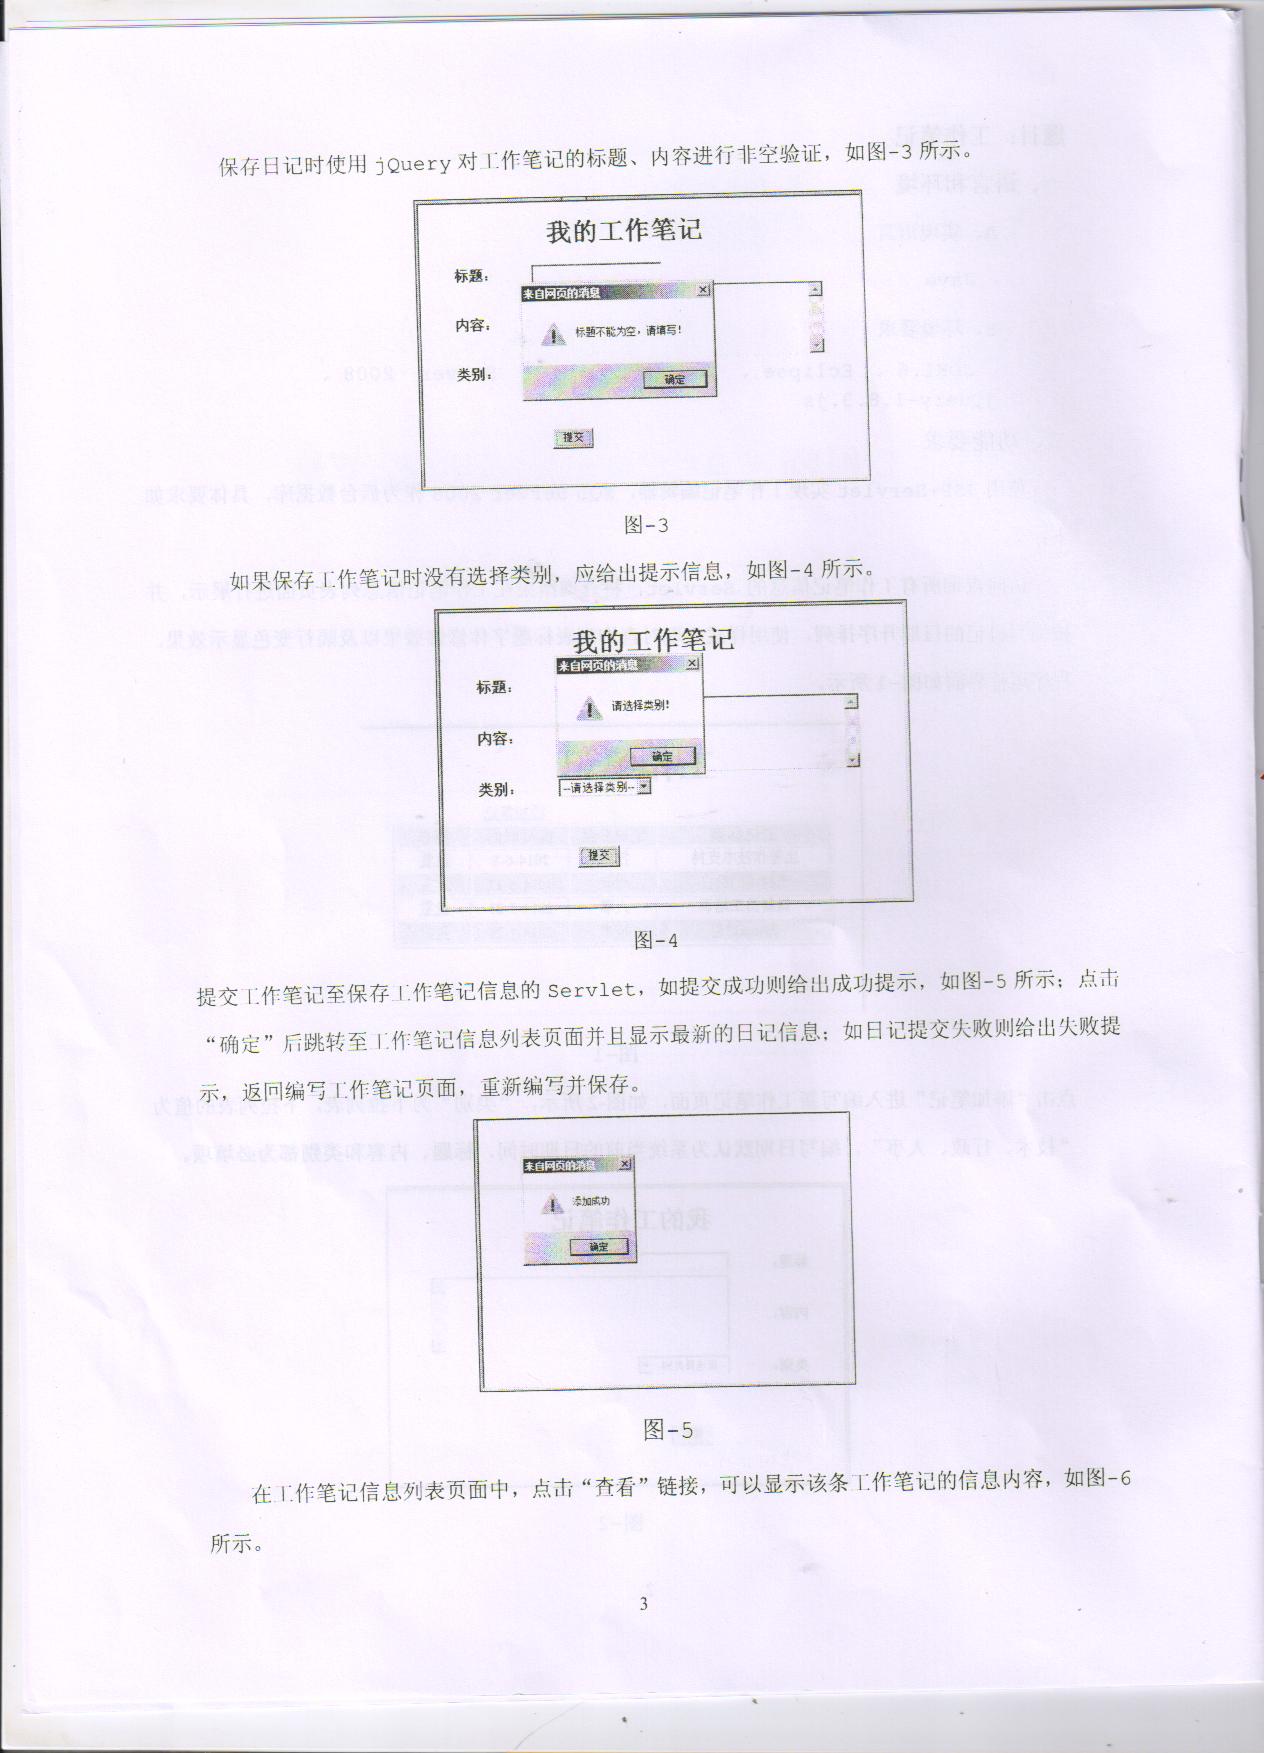 保存日记时使用 jQuery 对工作笔记的标题、内容进行非空验证，如图-3 所示。
我的工作笔记
标题：
来自网页的消息
标题不能为空，请填写！
内容：
类别：
确定
提交
图-3
如果保存工作笔记时没有选择类别，应给出提示信息，如图-4 所示。
我的工作笔记
来自网页的消息
标题：
请选择类别！
内容：
确定
类别：
--请选择类别--
提交
图-4
提交工作笔记至保存工作笔记信息的 Servlet，如提交成功则给出成功提示，如图-5 所示；点击
“确定”后跳转至工作笔记信息列表页面并且显示最新的日记信息；如日记提交失败则给出失败提
示，返回编写工作笔记页面，重新编写并保存。
来自网页的消息
添加成功
确定
图-5
在工作笔记信息列表页面中，点击“查看”链接，可以显示该条工作笔记的信息内容，如图-6
所示。
3